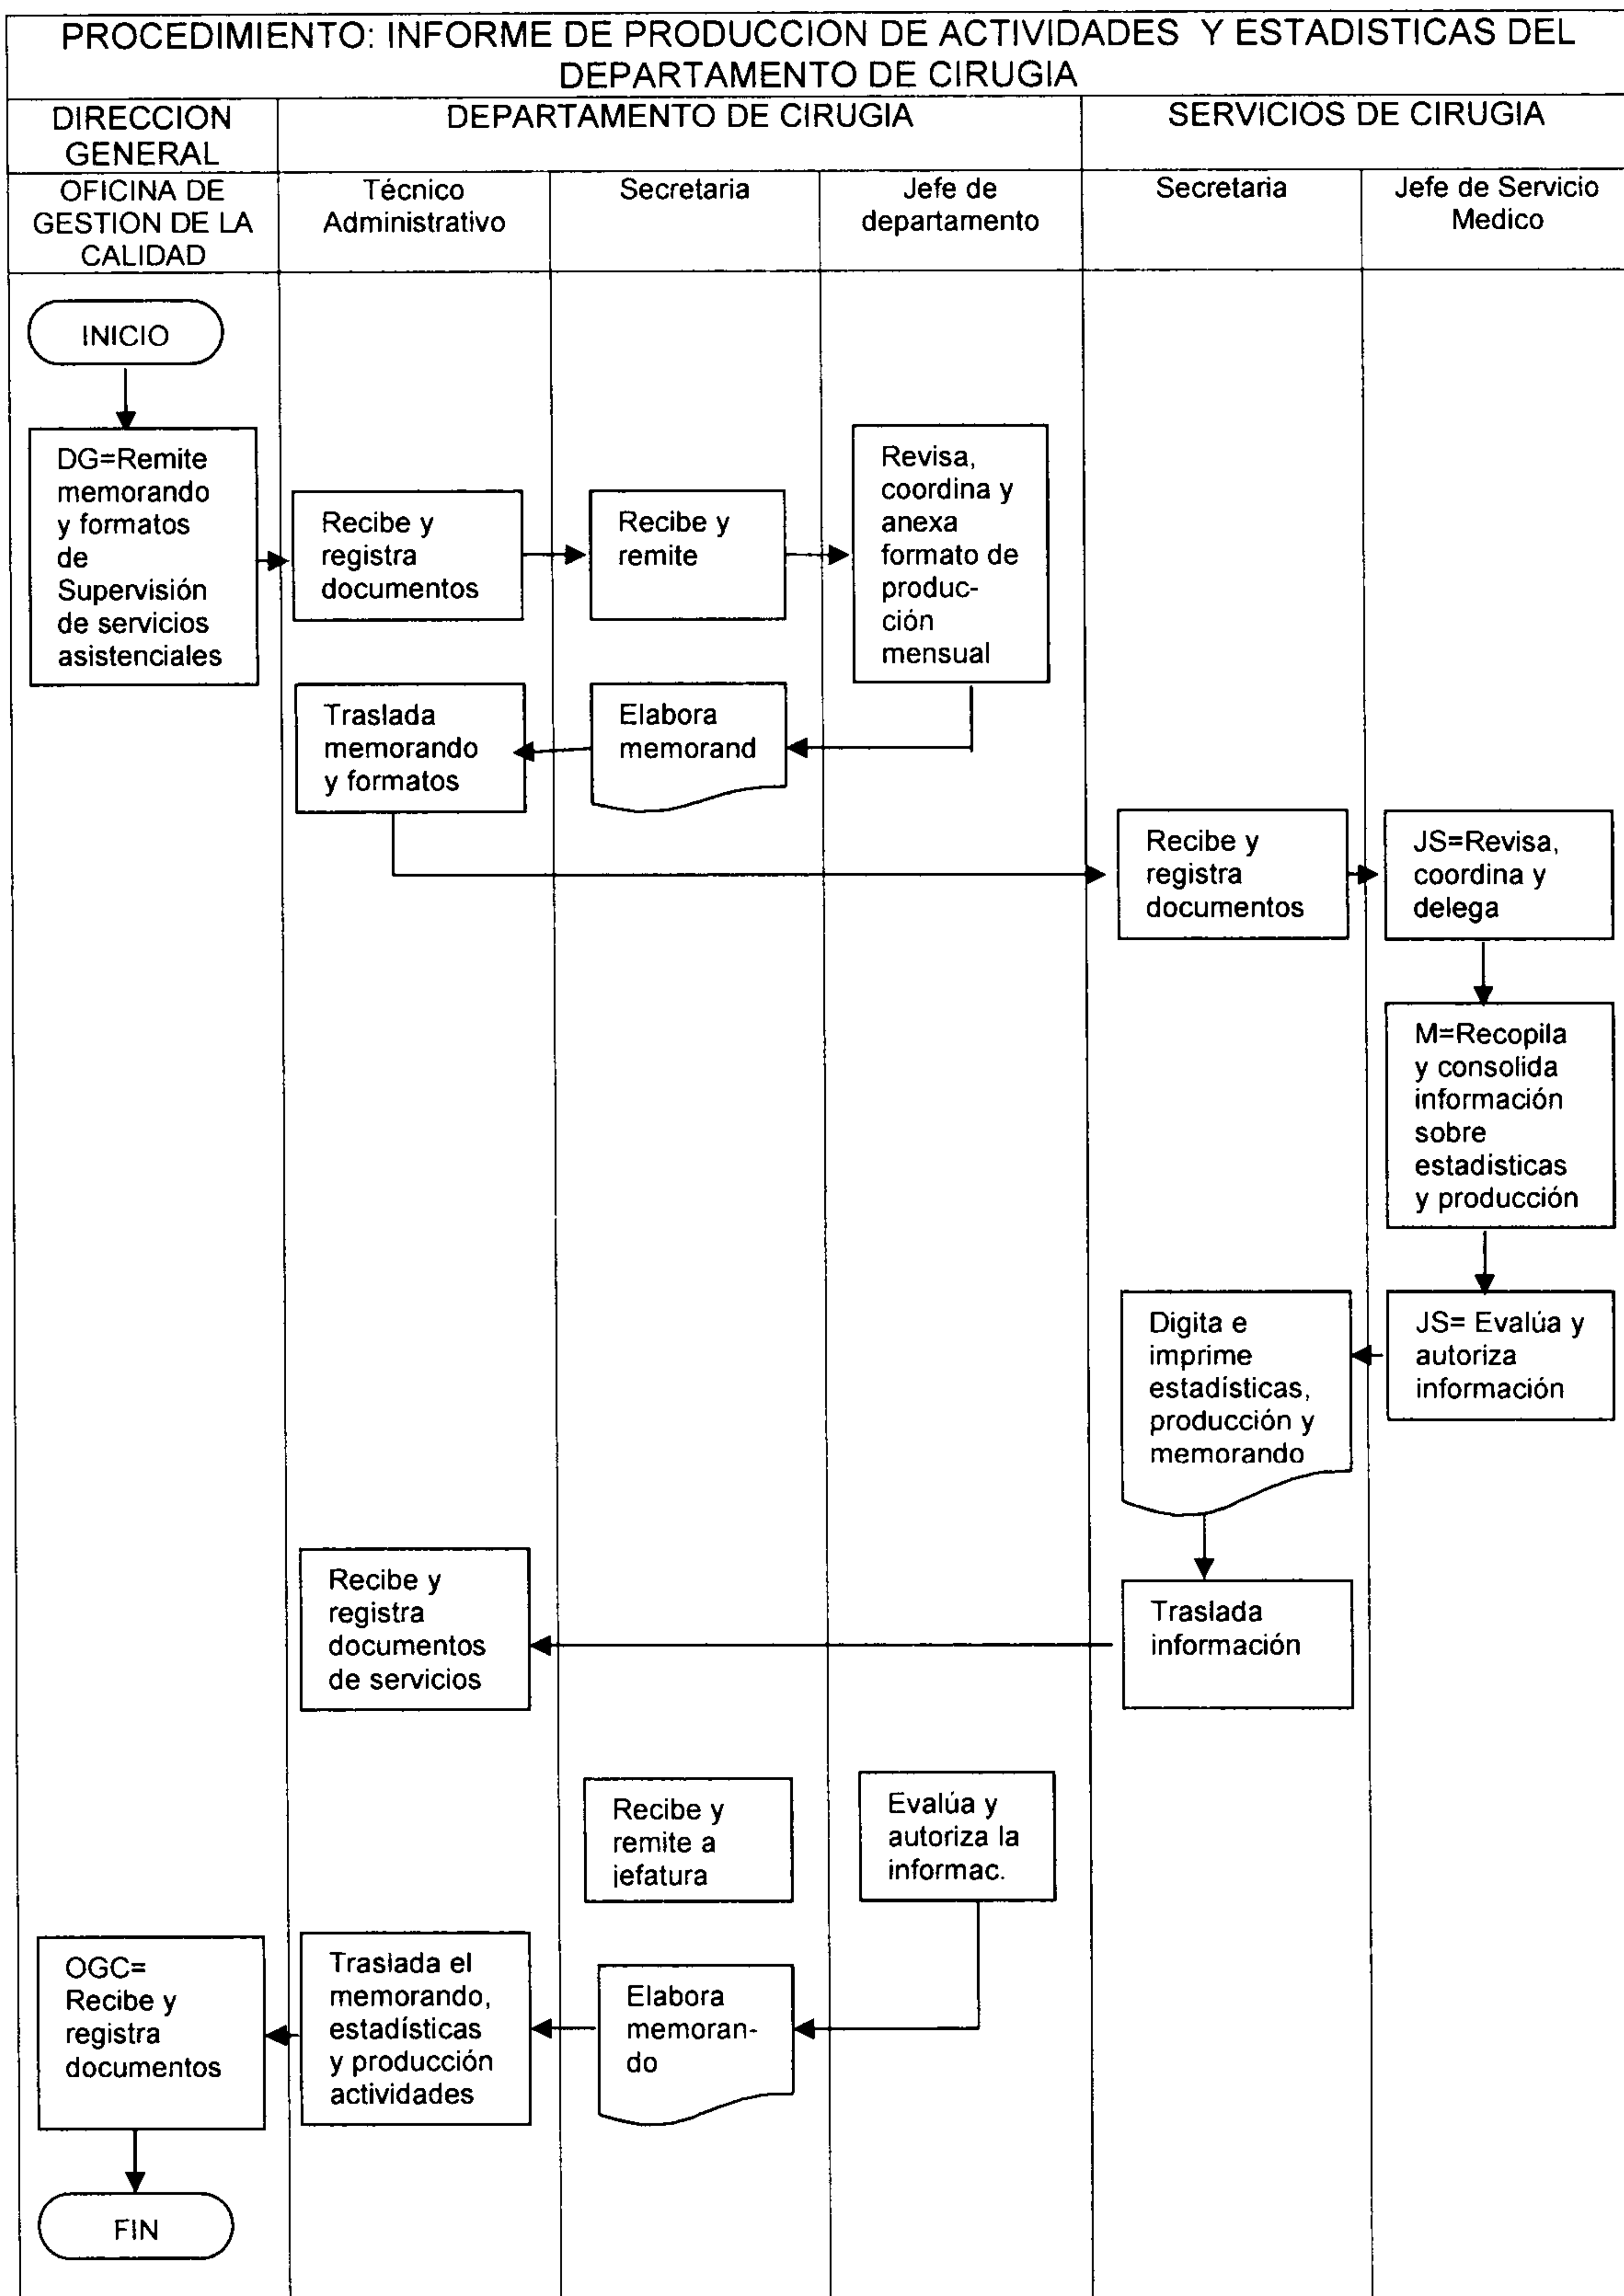 PROCEDIMIENTO: INFORME DE PRODUCCION DE ACTIVIDADES Y ESTADISTICAS DEL
DEPARTAMENTO DE CIRUGIA
DIRECCION
GENERAL
DEPARTAMENTO DE CIRUGIA
SERVICIOS DE CIRUGIA
OFICINA DE
GESTION DE LA
CALIDAD
Técnico
Administrativo
Secretaria
Jefe de
departamento
Secretaria
Jefe de Servicio
Medico
INICIO
DG=Remite
memorando
y formatos
de
Supervisión
de servicios
asistenciales
Recibe y
registra
documentos
Recibe y
remite
Revisa,
coordina y
anexa
formato de
produc-
ción
mensual
Traslada
memorando
y formatos
Elabora
memorand
Recibe y
registra
documentos
JS=Revisa,
coordina y
delega
M=Recopila
y consolida
información
sobre
estadísticas
y producción
Digita e
imprime
estadísticas,
producción y
memorando
JS= Evalúa y
autoriza
información
Recibe y
registra
documentos
de servicios
Traslada
información
Recibe y
remite a
jefatura
Evalúa y
autoriza la
informac.
OGC=
Recibe y
registra
documentos
Traslada el
memorando,
estadísticas
y producción
actividades
Elabora
memoran-
do
FIN